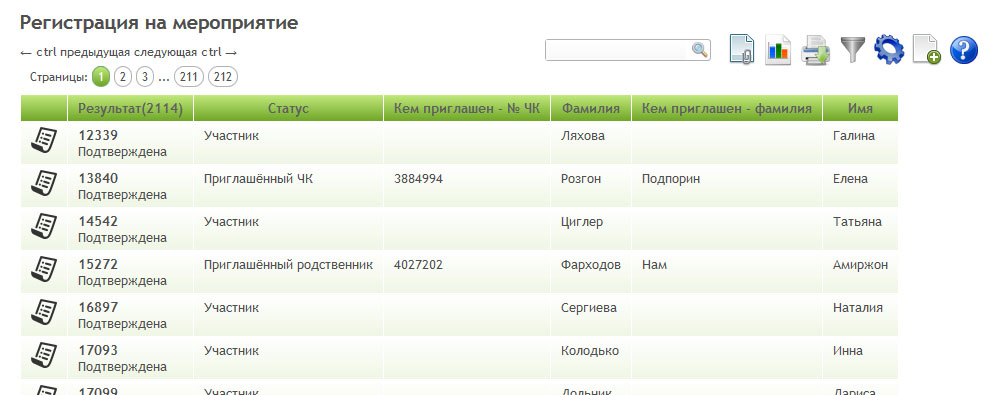 Регистрация на мероприятие
← ctrl предыдущая следующая ctrl →
Страницы: 1 2 3 ... 211 212
Результат(2114) Статус Кем приглашен - № ЧК Фамилия Кем приглашен - фамилия Имя
12339 Участник Ляхова Галина
Подтверждена
13840 Приглашённый ЧК 3884994 Розгон Подпорин Елена
Подтверждена
14542 Участник Циглер Татьяна
Подтверждена
15272 Приглашённый родственник 4027202 Фарходов Нам Амиржон
Подтверждена
16897 Участник Сергиева Наталия
Подтверждена
17093 Участник Колодько Инна
Подтверждена
17099 Участник Дольник Лариса